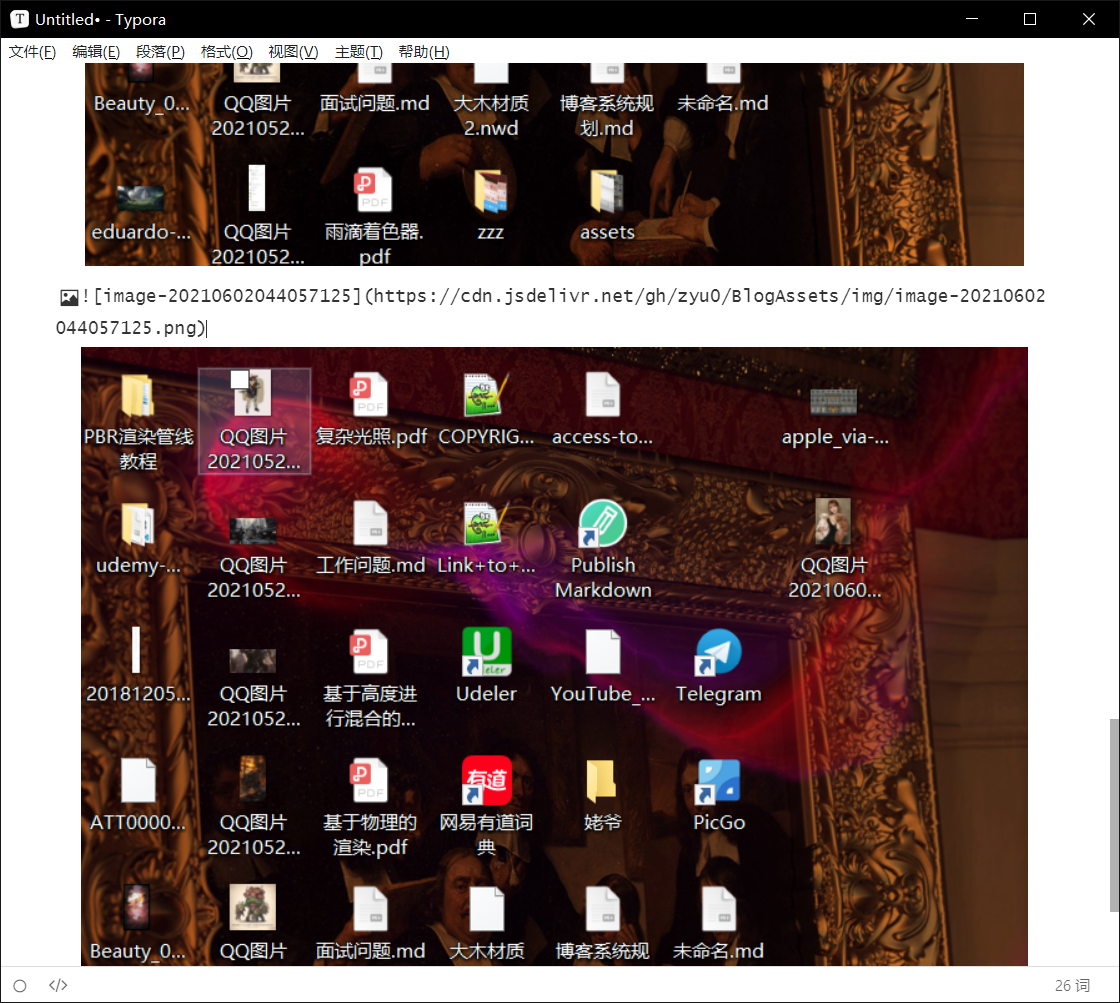 Untitled• - Typora
文件(F) 编辑(E) 段落(P) 格式(O) 视图(V) 主题(T) 帮助(H)
Beauty_0... QQ图片 面试问题.md 大木材质 博客系统规 未命名.md
2021052... 2.nwd 划.md
eduardo-... QQ图片 雨滴着色器. zzz assets
2021052... pdf
![image-20210602044057125](https://cdn.jsdelivr.net/gh/zyu0/BlogAssets/img/image-20210602
044057125.png)
PBR渲染管线 QQ图片 复杂光照.pdf COPYRIG... access-to... apple_via-...
教程 2021052...
udemy-... QQ图片 工作问题.md Link+to+... Publish QQ图片
2021052... Markdown 2021060...
20181205... QQ图片 基于高度进 Udeler YouTube_... Telegram
2021052... 行混合的...
有道
ATT0000... QQ图片 基于物理的 网易有道词 姥爷 PicGo
2021052... 渲染.pdf 典
Beauty_0... QQ图片 面试问题.md 大木材质 博客系统规 未命名.md
26 词